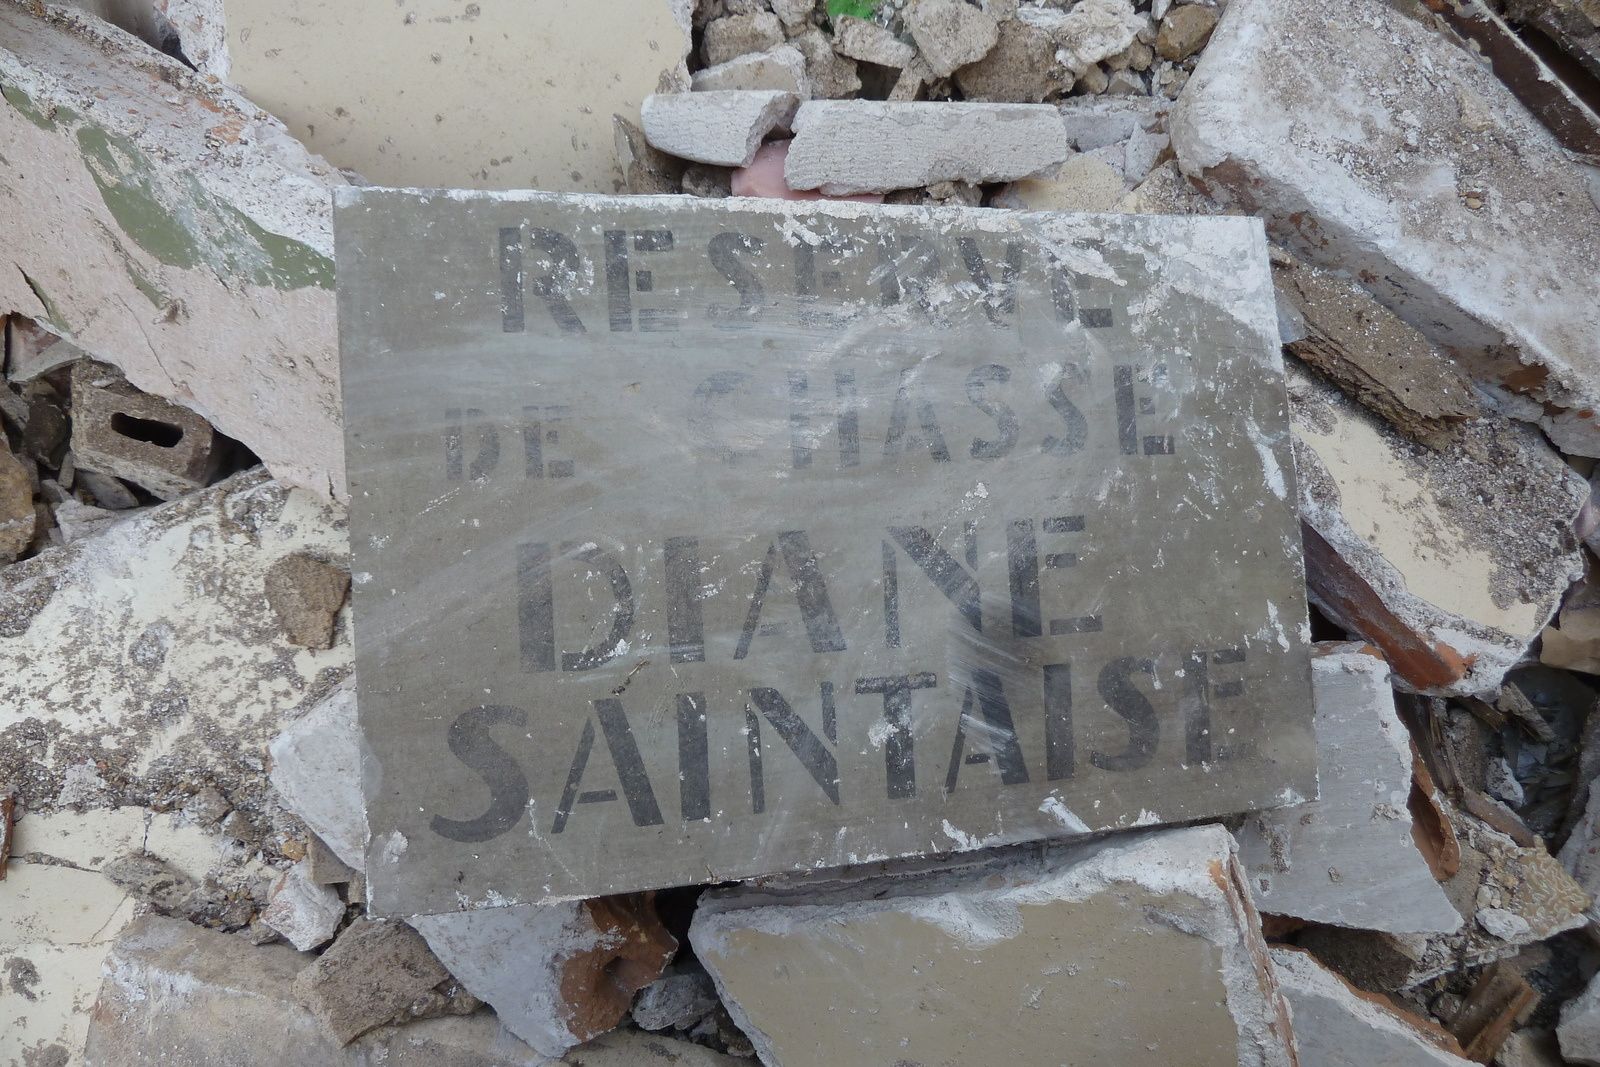 RESERVE
DE CHASSE
DIANE
SAINTAISE